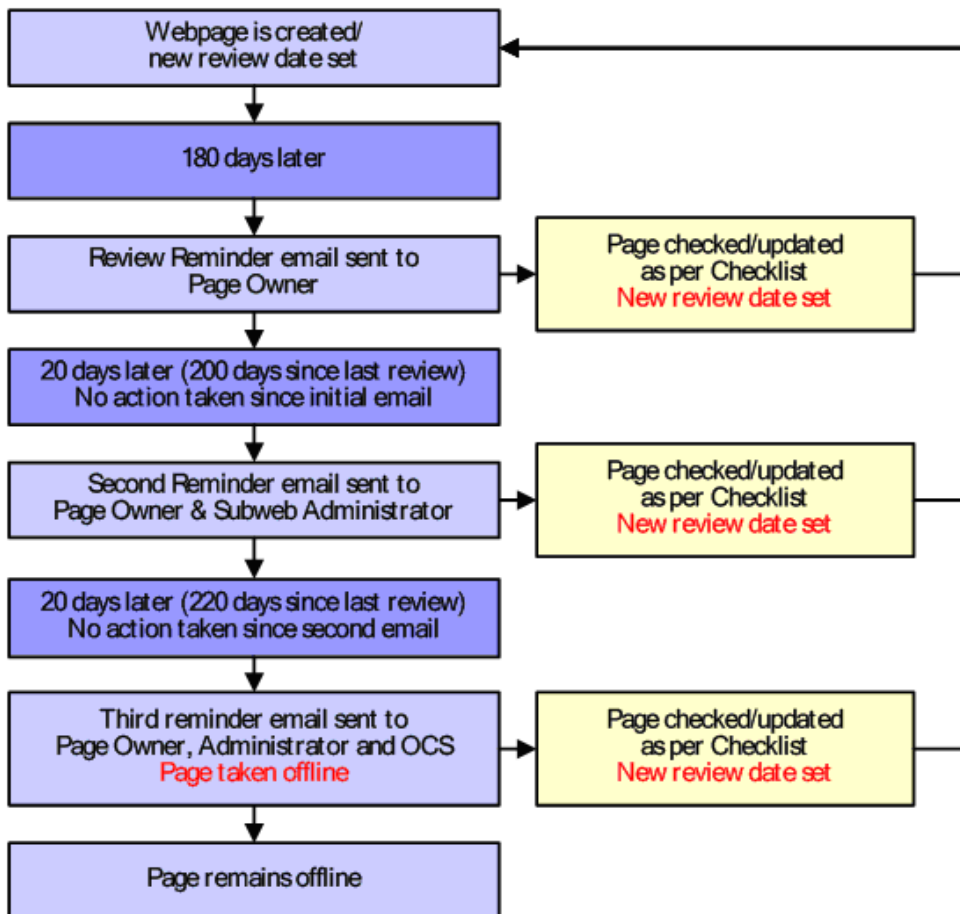 Webpage is created/
new review date set
180 days later
Review Reminder email sent to
Page Owner
Page checked/updated
as per Checklist
New review date set
20 days later (200 days since last review)
No action taken since initial email
Second Reminder email sent to
Page Owner & Subweb Administrator
Page checked/updated
as per Checklist
New review date set
20 days later (220 days since last review)
No action taken since second email
Third reminder email sent to
Page Owner, Administrator and OCS
Page taken offline
Page checked/updated
as per Checklist
New review date set
Page remains offline